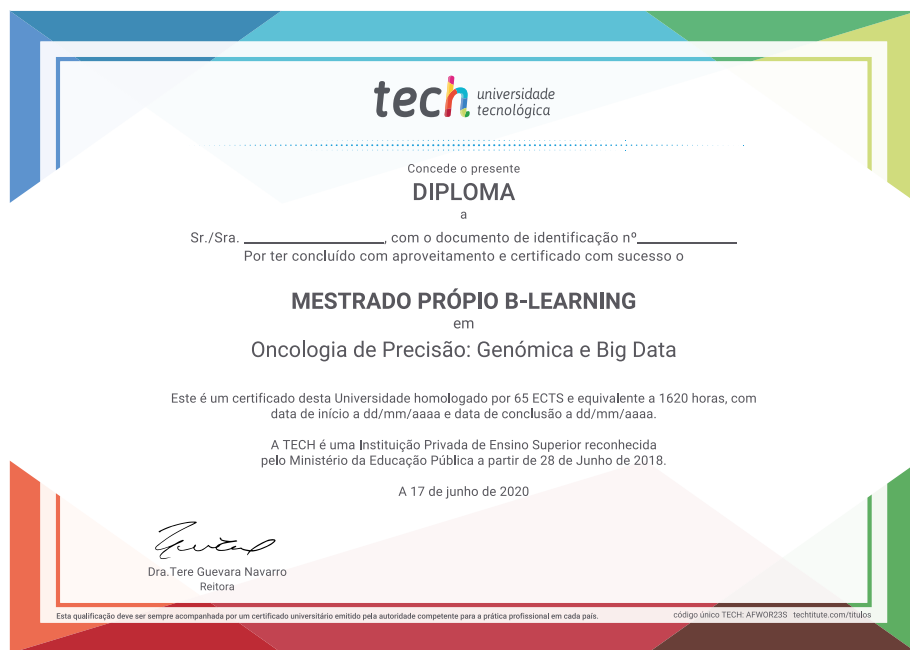 tech universidade
tecnológica
Concede o presente
DIPLOMA
a
Sr./Sra. ____________________, com o documento de identificação nº______________
Por ter concluído com aproveitamento e certificado com sucesso o
MESTRADO PRÓPIO B-LEARNING
em
Oncologia de Precisão: Genómica e Big Data
Este é um certificado desta Universidade homologado por 65 ECTS e equivalente a 1620 horas, com
data de início a dd/mm/aaaa e data de conclusão a dd/mm/aaaa.
A TECH é uma Instituição Privada de Ensino Superior reconhecida
pelo Ministério da Educação Pública a partir de 28 de Junho de 2018.
A 17 de junho de 2020
Dra.Tere Guevara Navarro
Reitora
Esta qualificação deve ser sempre acompanhada por um certificado universitário emitido pela autoridade competente para a prática profissional em cada país.
código único TECH: AFWOR23S techtitute.com/titulos